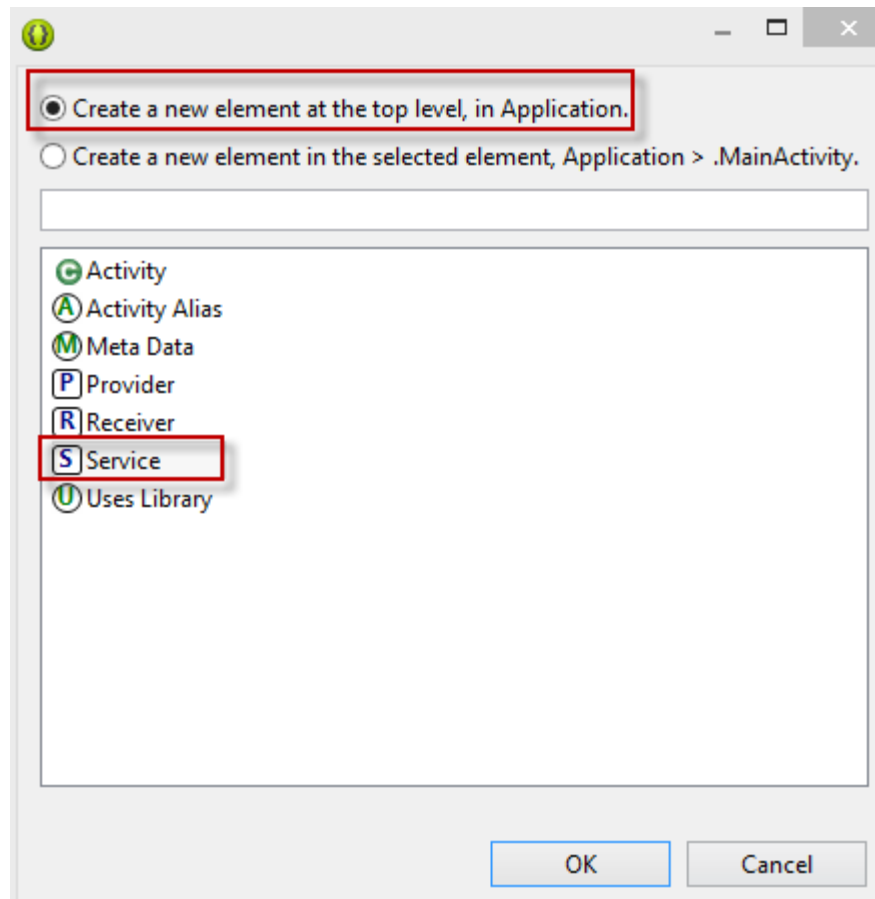 Create a new element at the top level, in Application.
Create a new element in the selected element, Application > .MainActivity.
C Activity
A Activity Alias
M Meta Data
P Provider
R Receiver
S Service
U Uses Library
OK Cancel